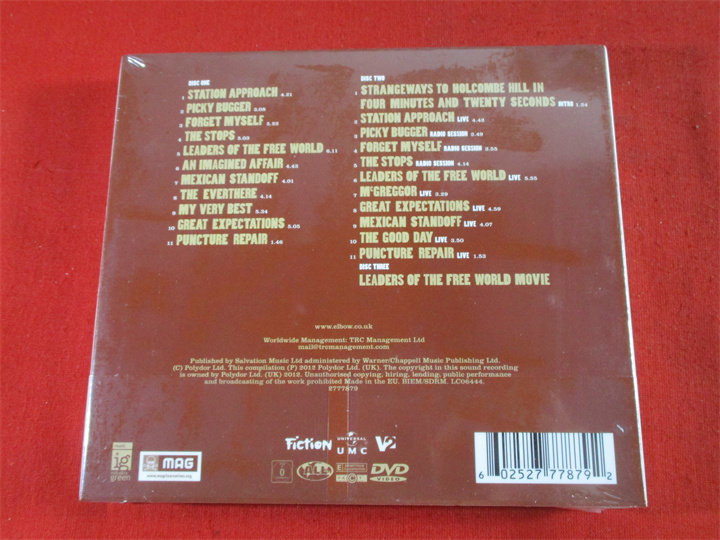 DISC ONE
1 STATION APPROACH 4.21
2 PICKY BUGGER 3.08
3 FORGET MYSELF 5.22
4 THE STOPS 5.03
5 LEADERS OF THE FREE WORLD 6.11
6 AN IMAGINED AFFAIR 4.43
7 MEXICAN STANDOFF 4.01
8 THE EVERTHERE 4.14
9 MY VERY BEST 5.34
10 GREAT EXPECTATIONS 5.05
11 PUNCTURE REPAIR 1.48
DISC TWO
1 STRANGEWAYS TO HOLCOMBE HILL IN
FOUR MINUTES AND TWENTY SECONDS INTRO 1.54
2 STATION APPROACH LIVE 4.42
3 PICKY BUGGER RADIO SESSION 2.49
4 FORGET MYSELF RADIO SESSION 3.55
5 THE STOPS RADIO SESSION 4.14
6 LEADERS OF THE FREE WORLD LIVE 5.55
7 McGREGGOR LIVE 3.29
8 GREAT EXPECTATIONS LIVE 4.59
9 MEXICAN STANDOFF LIVE 4.07
10 THE GOOD DAY LIVE 3.50
11 PUNCTURE REPAIR LIVE 1.53
DISC THREE
LEADERS OF THE FREE WORLD MOVIE
www.elbow.co.uk
Worldwide Management: TRC Management Ltd
mail@trcmanagement.com
Published by Salvation Music Ltd administered by Warner/Chappell Music Publishing Ltd.
(C) Polydor Ltd. This compilation (P) 2012 Polydor Ltd. (UK). The copyright in this sound recording
is owned by Polydor Ltd. (UK) 2012. Unauthorised copying, hiring, lending, public performance
and broadcasting of the work prohibited Made in the EU. BIEM/SDRM. LC06444.
2777879
green
MAG
Fiction
UNIVERSAL
UMC
V2
0
ALL
PAL
DVD
VIDEO
6 02527 77879 2